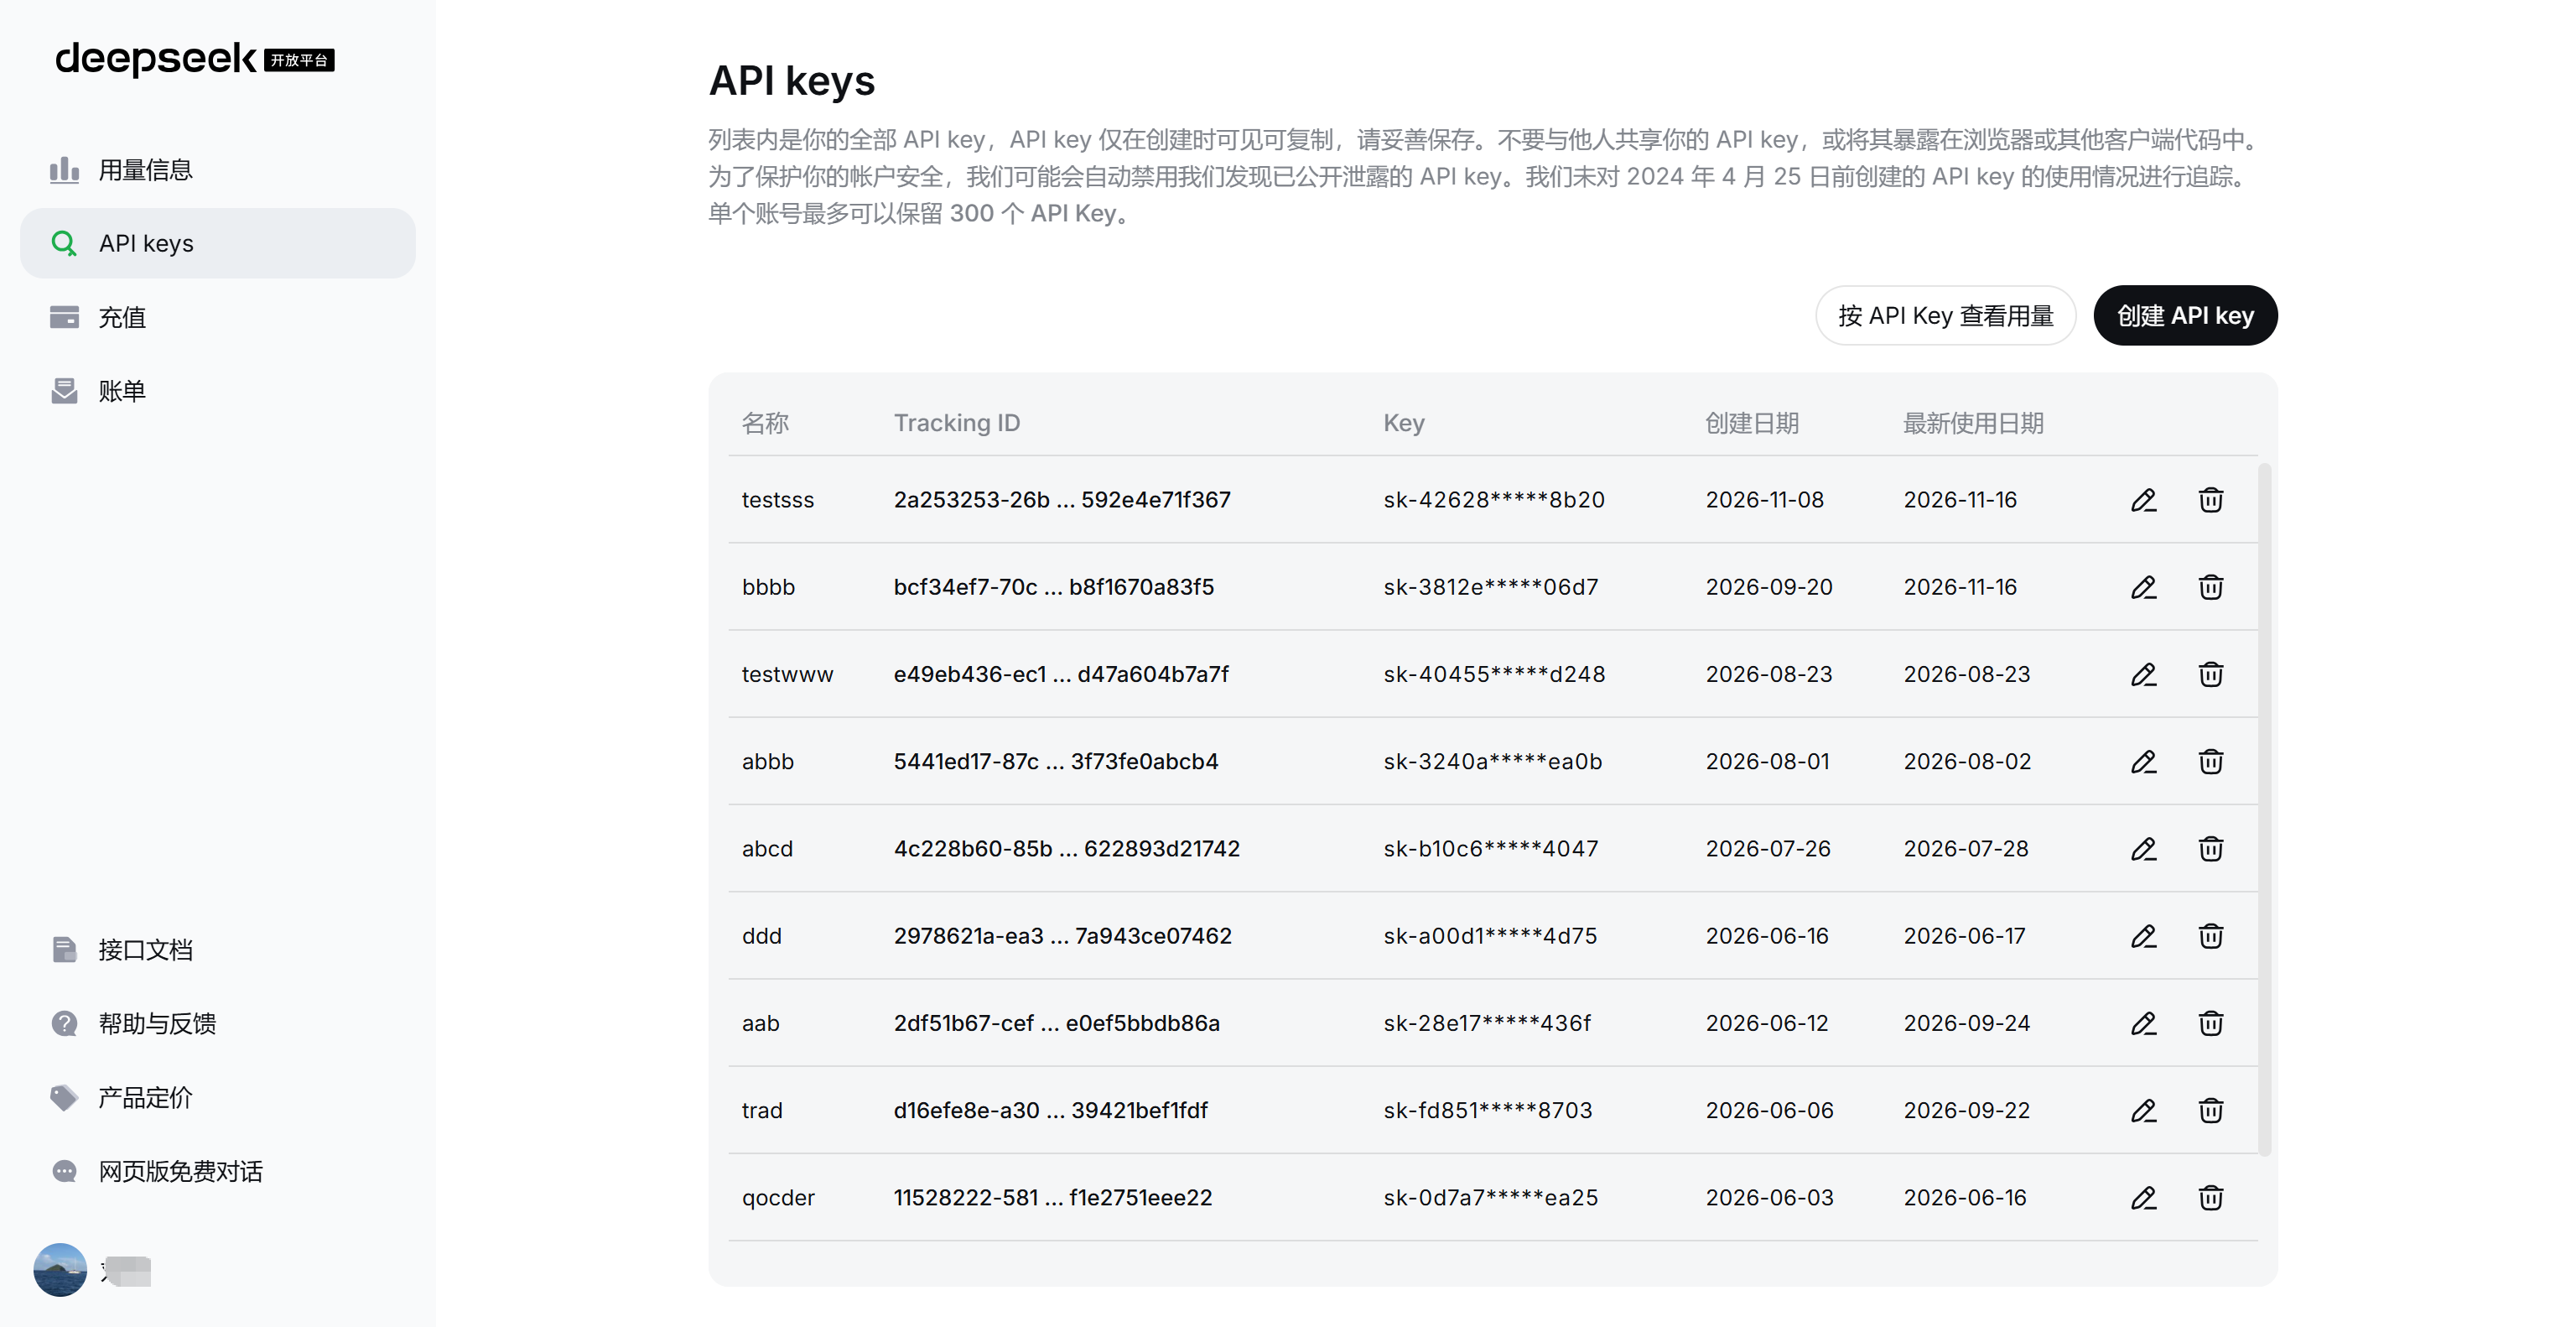 deepseek 开放平台
用量信息
API keys
充值
账单
接口文档
帮助与反馈
产品定价
网页版免费对话
API keys
列表内是你的全部 API key，API key 仅在创建时可见可复制，请妥善保存。不要与他人共享你的 API key，或将其暴露在浏览器或其他客户端代码中。
为了保护你的帐户安全，我们可能会自动禁用我们发现已公开泄露的 API key。我们未对 2024 年 4 月 25 日前创建的 API key 的使用情况进行追踪。
单个账号最多可以保留 300 个 API Key。
按 API Key 查看用量 创建 API key
名称 Tracking ID Key 创建日期 最新使用日期
testsss 2a253253-26b ... 592e4e71f367 sk-42628*****8b20 2026-11-08 2026-11-16
bbbb bcf34ef7-70c ... b8f1670a83f5 sk-3812e*****06d7 2026-09-20 2026-11-16
testwww e49eb436-ec1 ... d47a604b7a7f sk-40455*****d248 2026-08-23 2026-08-23
abbb 5441ed17-87c ... 3f73fe0abcb4 sk-3240a*****ea0b 2026-08-01 2026-08-02
abcd 4c228b60-85b ... 622893d21742 sk-b10c6*****4047 2026-07-26 2026-07-28
ddd 2978621a-ea3 ... 7a943ce07462 sk-a00d1*****4d75 2026-06-16 2026-06-17
aab 2df51b67-cef ... e0ef5bbdb86a sk-28e17*****436f 2026-06-12 2026-09-24
trad d16efe8e-a30 ... 39421bef1fdf sk-fd851*****8703 2026-06-06 2026-09-22
qocder 11528222-581 ... f1e2751eee22 sk-0d7a7*****ea25 2026-06-03 2026-06-16